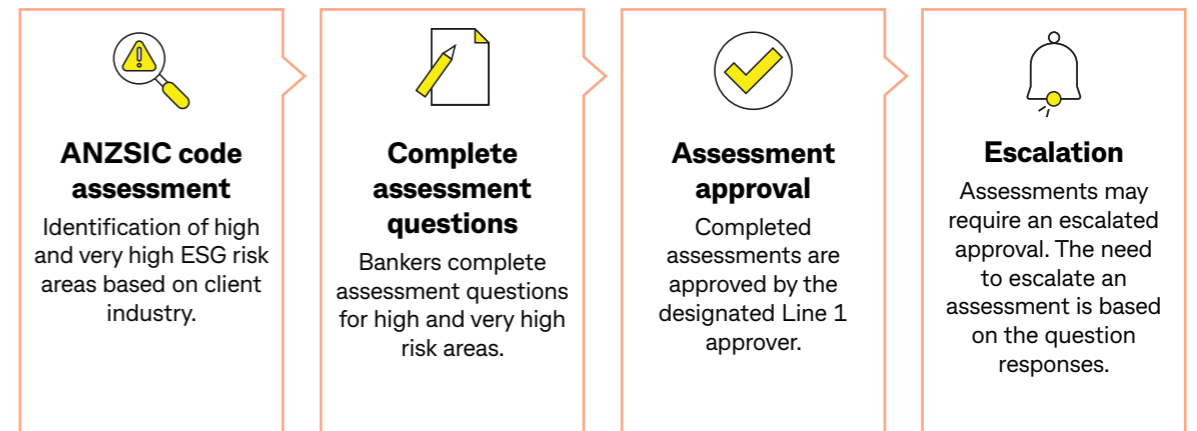 ANZSIC code
assessment
Identification of high
and very high ESG risk
areas based on client
industry.
Complete
assessment
questions
Bankers complete
assessment questions
for high and very high
risk areas.
Assessment
approval
Completed
assessments are
approved by the
designated Line 1
approver.
Escalation
Assessments may
require an escalated
approval. The need
to escalate an
assessment is based
on the question
responses.